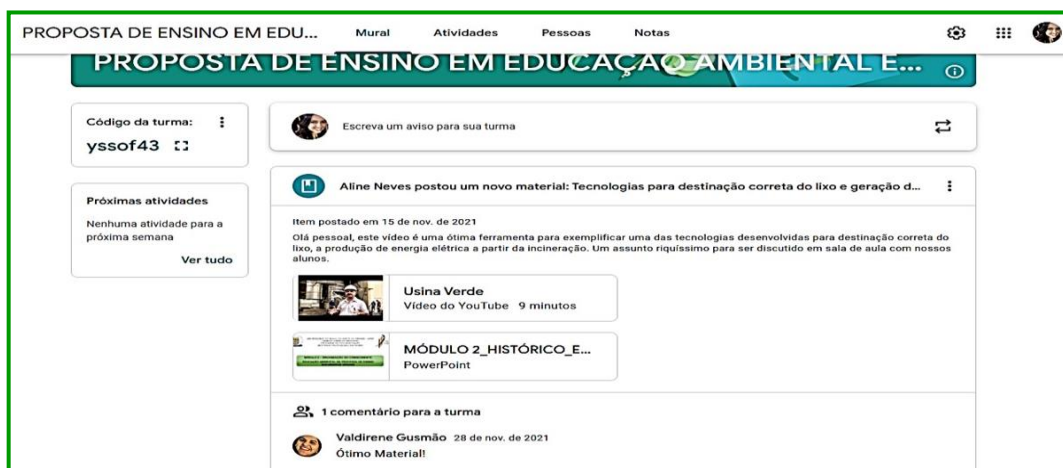 PROPOSTA DE ENSINO EM EDU...
Mural
Atividades
Pessoas
Notas
PROPOSTA DE ENSINO EM EDUCAÇÃO AMBIENTAL E...
Código da turma:
yssof43
Próximas atividades
Nenhuma atividade para a
próxima semana
Ver tudo
Escreva um aviso para sua turma
Aline Neves postou um novo material: Tecnologias para destinação correta do lixo e geração d...
Item postado em 15 de nov. de 2021
Olá pessoal, este vídeo é uma ótima ferramenta para exemplificar uma das tecnologias desenvolvidas para destinação correta do
lixo, a produção de energia elétrica a partir da incineração. Um assunto riquíssimo para ser discutido em sala de aula com nossos
alunos.
Usina Verde
Vídeo do YouTube 9 minutos
MÓDULO 2_HISTÓRICO_E...
PowerPoint
1 comentário para a turma
Valdirene Gusmão 28 de nov. de 2021
Ótimo Material!